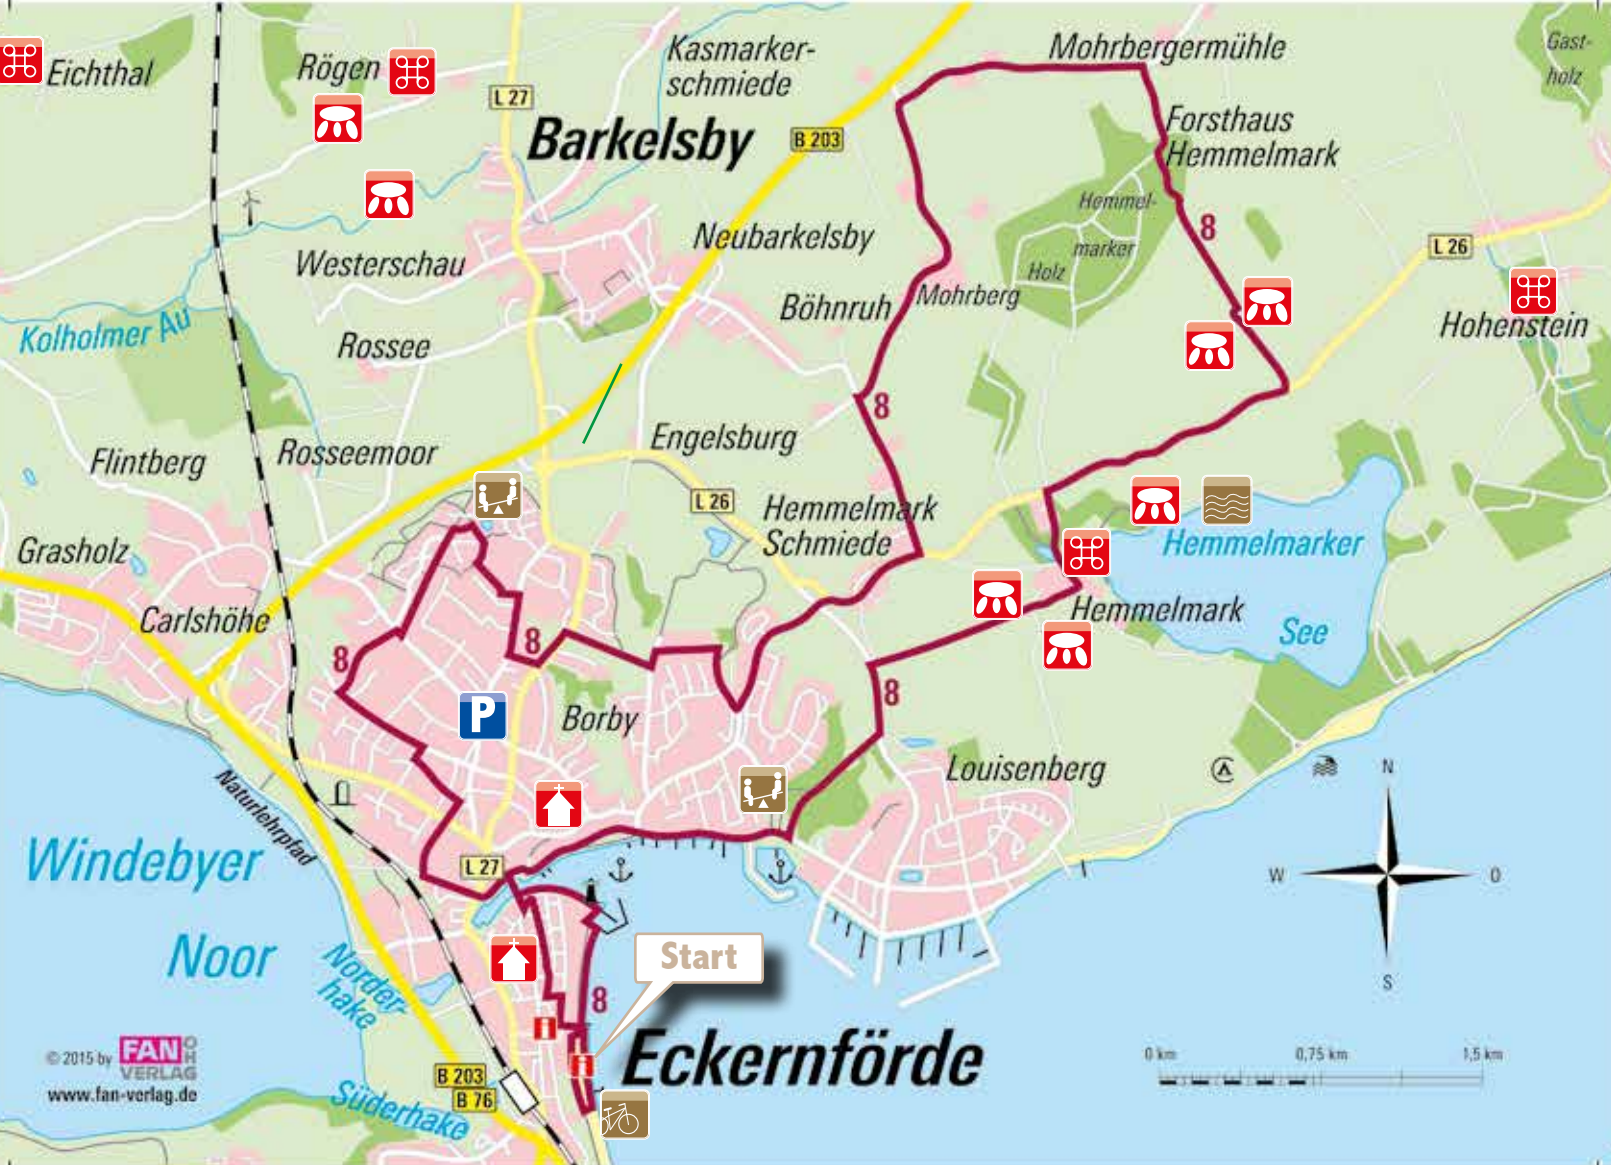 Eichthal
Rögen
Kasmarker-
schmiede
Mohrbergermühle
Gast-
holz
L 27
Barkelsby
B 203
Forsthaus
Hemmelmark
Hemmel-
marker
Holz
8
L 26
Westerschau
Neubarkelsby
Böhnruh
Mohrberg
Kolholmer Au
Rossee
Hohenstein
8
Flintberg
Rosseemoor
Engelsburg
L 26
Hemmelmark
Schmiede
Grasholz
Hemmelmarker
See
Carlshöhe
Hemmelmark
8
8
8
P
Borby
Louisenberg
Naturlehrpfad
Windebyer
Noor
L 27
N
W
O
S
Norder-
hake
Start
8
i
i
Eckernförde
© 2015 by
FAN
OHG
VERLAG
www.fan-verlag.de
B 203
B 76
Süderhake
0 km
0,75 km
1,5 km